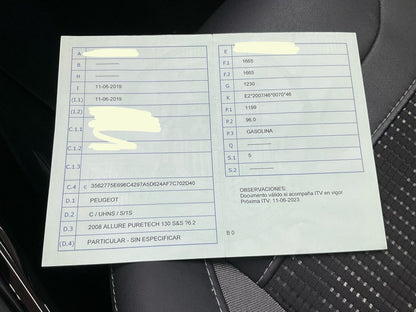 A
B ----------
H ----------
I 11-06-2019
(I.1) 11-06-2019
(I.2)
C.1.1
C.1.2
C.1.3
C.4 c 3562775E698C4297A5D624AF7C702D40
D.1 PEUGEOT
D.2 C / UHNS / S/1S
D.3 2008 ALLURE PURETECH 130 S&S ?6.2
(D.4) PARTICULAR - SIN ESPECIFICAR
E
F.1 1665
F.2 1665
G 1230
K E2*2007/46*0070*46
P.1 1199
P.2 96.0
P.3 GASOLINA
Q ----------
S.1 5
S.2 ----------
OBSERVACIONES:
Documento válido si acompaña ITV en vigor
Próxima ITV: 11-06-2023
B 0